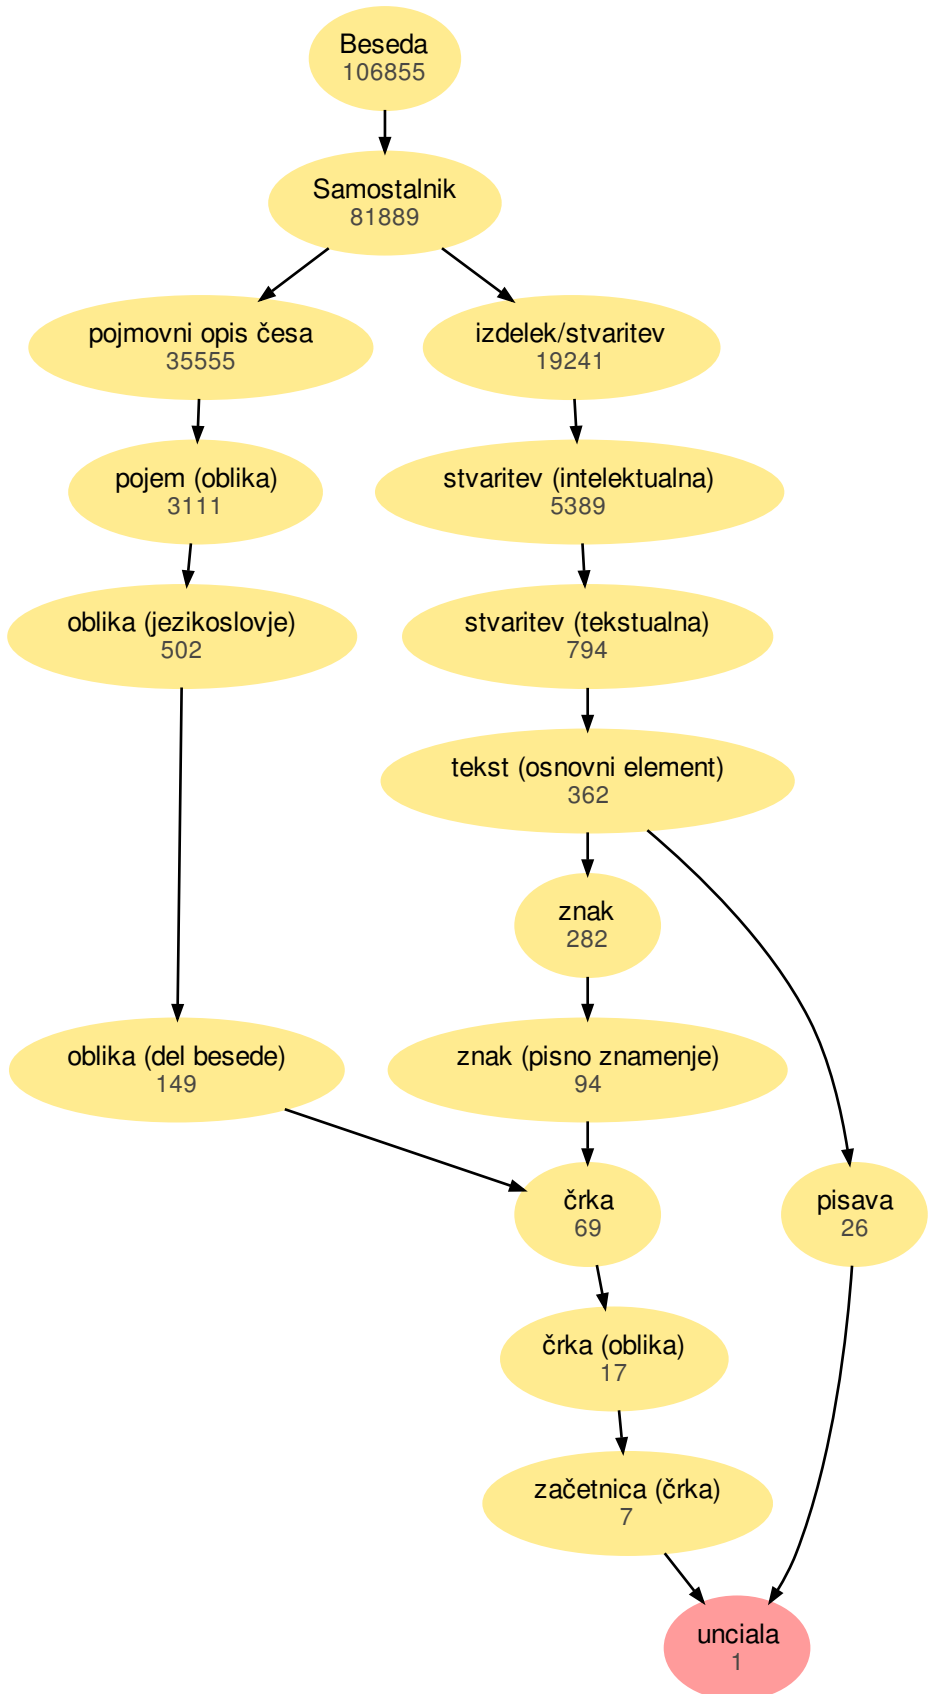 Beseda
106855
Samostalnik
81889
pojmovni opis česa
35555
izdelek/stvaritev
19241
pojem (oblika)
3111
stvaritev (intelektualna)
5389
oblika (jezikoslovje)
502
stvaritev (tekstualna)
794
tekst (osnovni element)
362
znak
282
oblika (del besede)
149
znak (pisno znamenje)
94
črka
69
pisava
26
črka (oblika)
17
začetnica (črka)
7
unciala
1